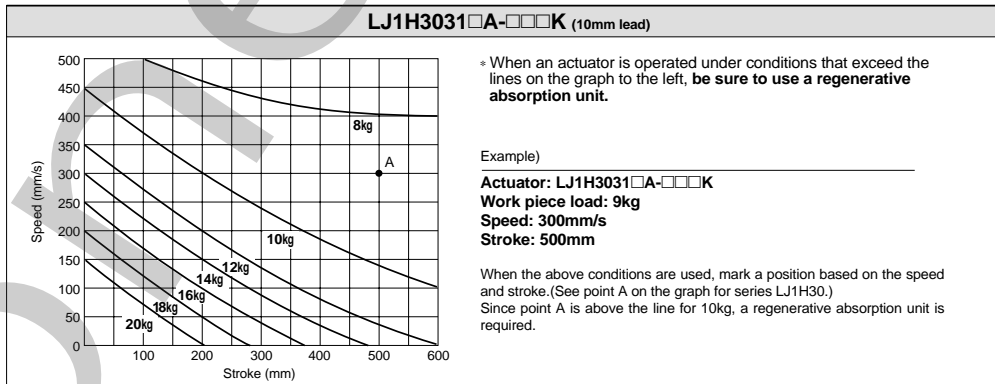 LJ1H3031□A-□□□K (10mm lead)
500
450
400
350
300
250
200
150
100
50
0
Speed (mm/s)
100
200
300
400
500
600
Stroke (mm)
8kg
A
10kg
12kg
14kg
16kg
18kg
20kg
∗ When an actuator is operated under conditions that exceed the
lines on the graph to the left, be sure to use a regenerative
absorption unit.
Example)
Actuator: LJ1H3031□A-□□□K
Work piece load: 9kg
Speed: 300mm/s
Stroke: 500mm
When the above conditions are used, mark a position based on the speed
and stroke.(See point A on the graph for series LJ1H30.)
Since point A is above the line for 10kg, a regenerative absorption unit is
required.